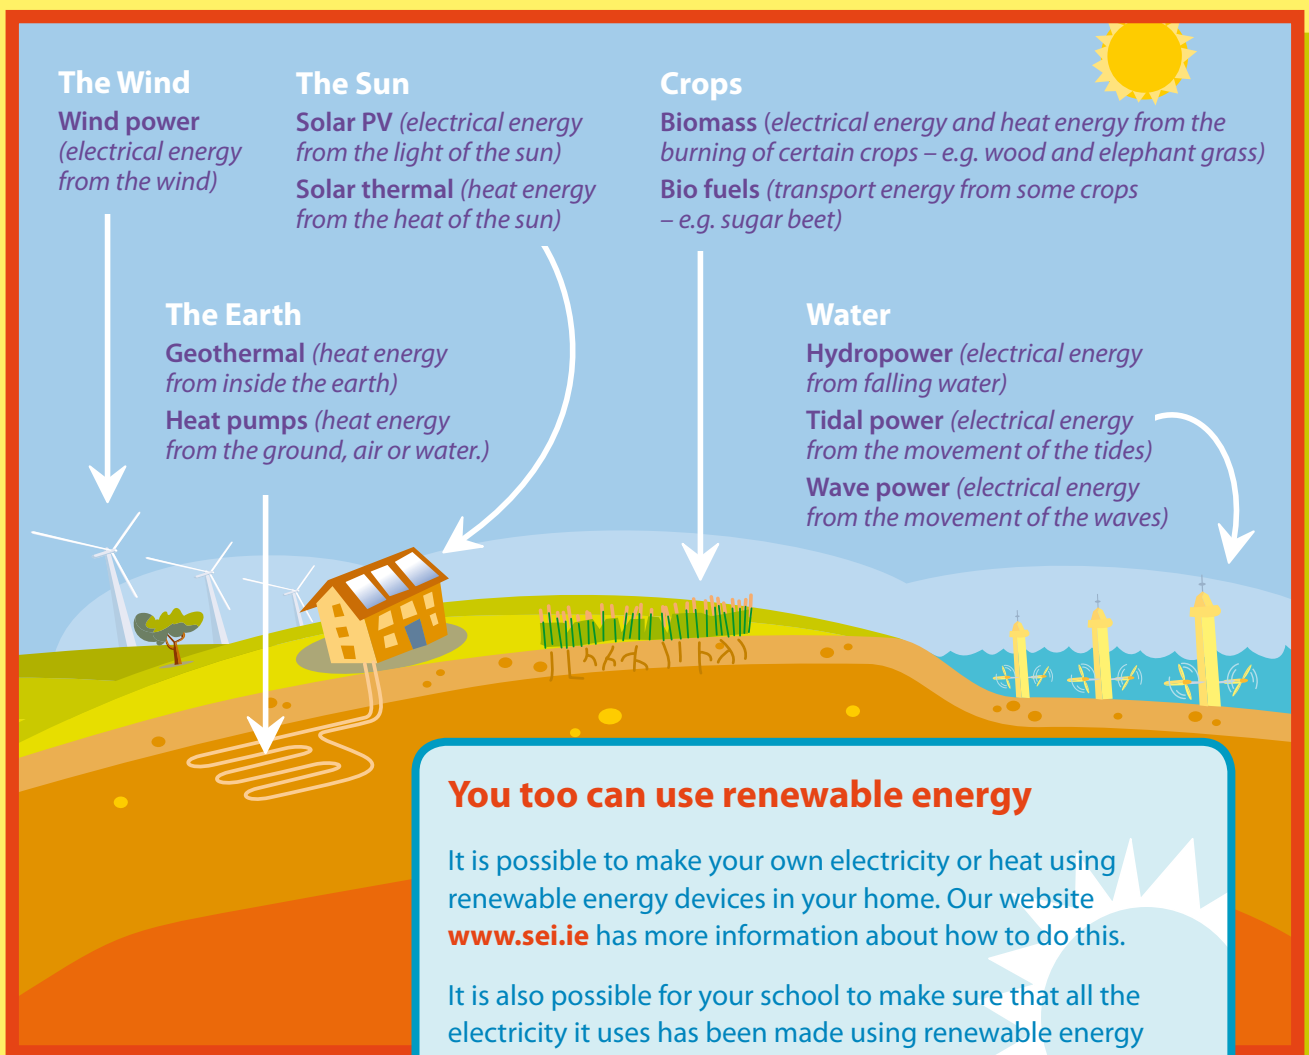 The Wind
Wind power
(electrical energy
from the wind)
The Sun
Solar PV (electrical energy
from the light of the sun)
Solar thermal (heat energy
from the heat of the sun)
Crops
Biomass (electrical energy and heat energy from the
burning of certain crops – e.g. wood and elephant grass)
Bio fuels (transport energy from some crops
– e.g. sugar beet)
The Earth
Geothermal (heat energy
from inside the earth)
Heat pumps (heat energy
from the ground, air or water.)
Water
Hydropower (electrical energy
from falling water)
Tidal power (electrical energy
from the movement of the tides)
Wave power (electrical energy
from the movement of the waves)
You too can use renewable energy
It is possible to make your own electricity or heat using
renewable energy devices in your home. Our website
www.sei.ie has more information about how to do this.
It is also possible for your school to make sure that all the
electricity it uses has been made using renewable energy